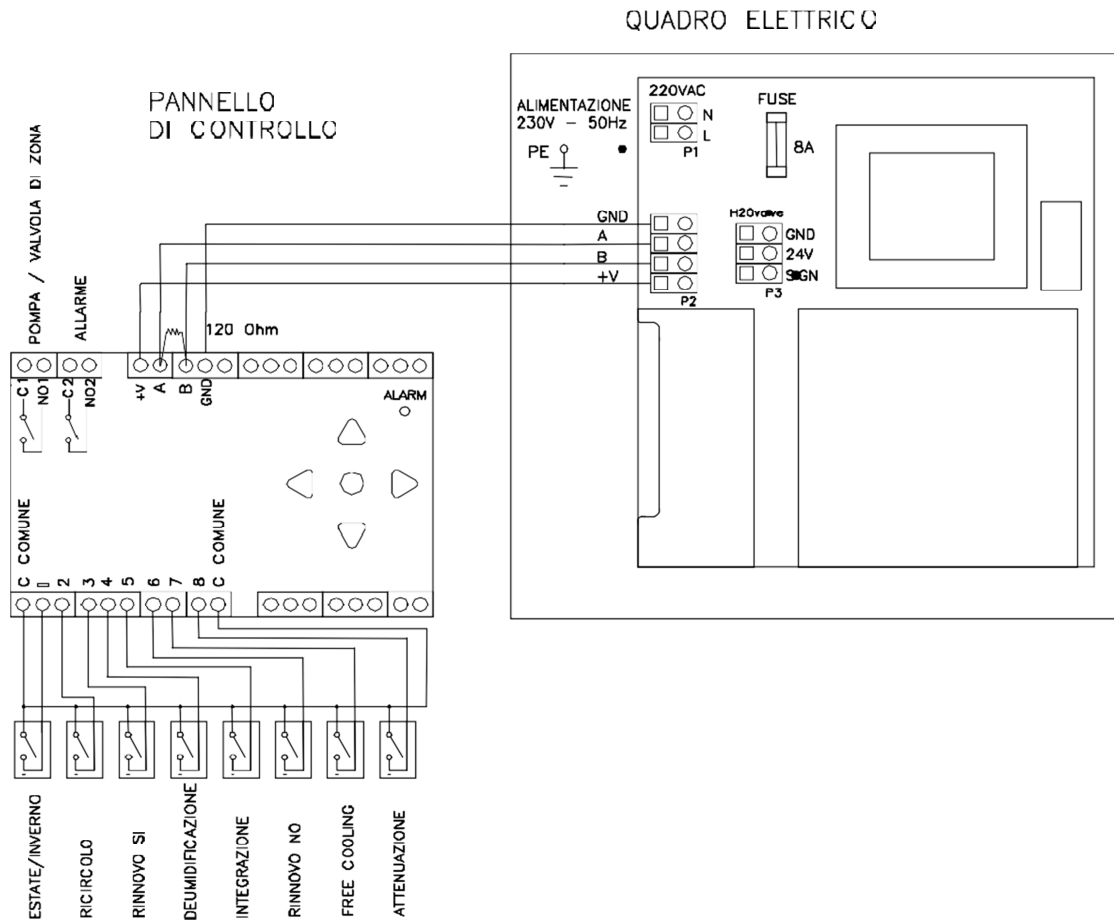 QUADRO ELETTRICO
PANNELLO
DI CONTROLLO
ALIMENTAZIONE
230V - 50Hz
PE
220VAC
N
L
P1
FUSE
8A
GND
A
B
+V
P2
H20valve
GND
24V
SIGN
P3
POMPA / VALVOLA DI ZONA
ALLARME
120 Ohm
C1
NO1
C2
NO2
+V
A
B
GND
ALARM
C COMUNE
2
3
4
5
6
7
8
C COMUNE
ESTATE/INVERNO
RICIRCOLO
RINNOVO SI
DEUMIDIFICAZIONE
INTEGRAZIONE
RINNOVO NO
FREE COOLING
ATTENUAZIONE